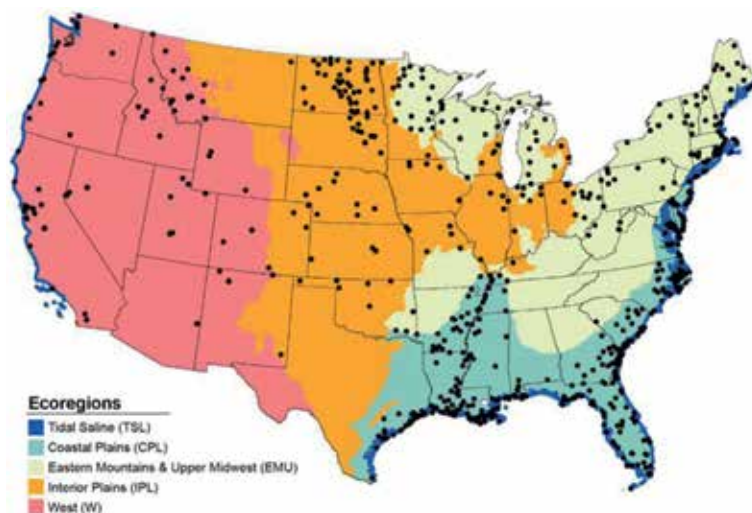 Ecoregions
Tidal Saline (TSL)
Coastal Plains (CPL)
Eastern Mountains & Upper Midwest (EMU)
Interior Plains (IPL)
West (W)